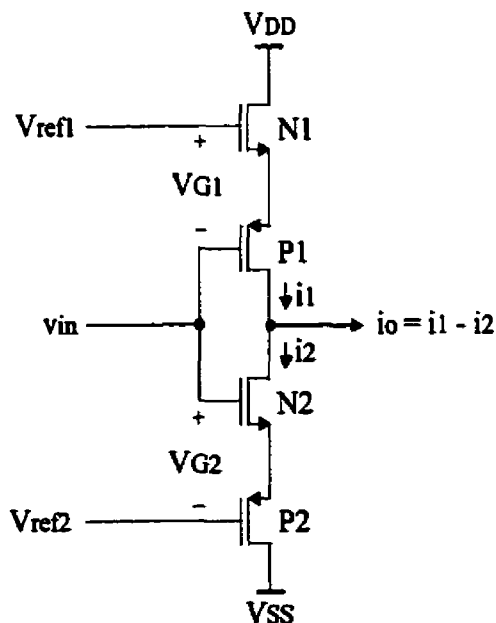 VDD
Vref1
+
N1
VG1
-
P1
i1
vin
io = i1 - i2
i2
+
N2
VG2
-
Vref2
P2
VSS